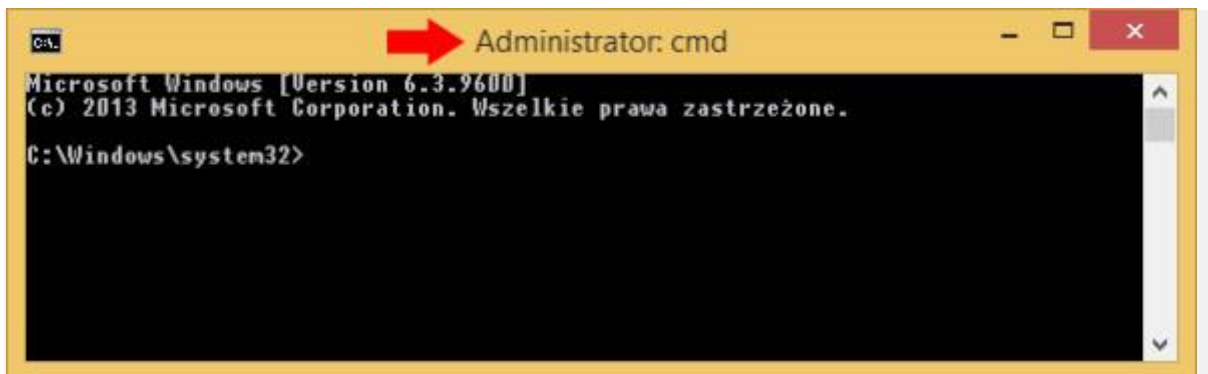 Administrator: cmd
Microsoft Windows [Version 6.3.9600]
(c) 2013 Microsoft Corporation. Wszelkie prawa zastrzeżone.
C:\Windows\system32>